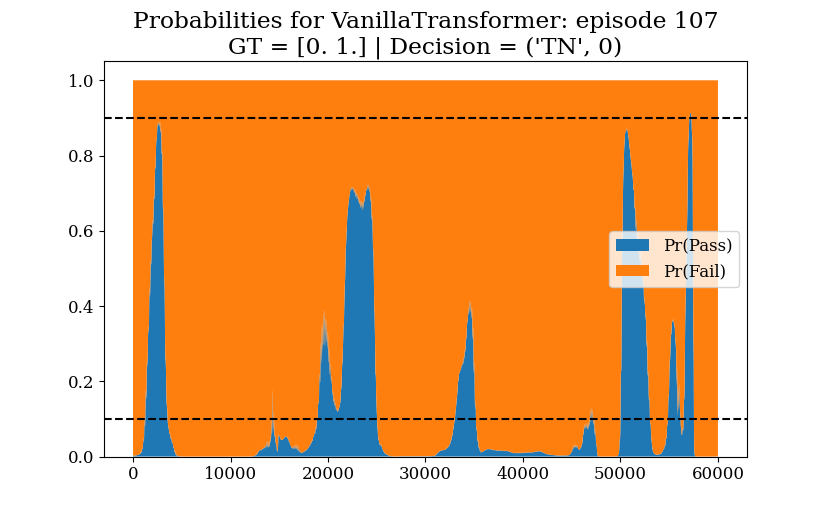 Probabilities for VanillaTransformer: episode 107
GT = [0. 1.] | Decision = ('TN', 0)
1.0
0.8
0.6
0.4
0.2
0.0
Pr(Pass)
Pr(Fail)
0 10000 20000 30000 40000 50000 60000